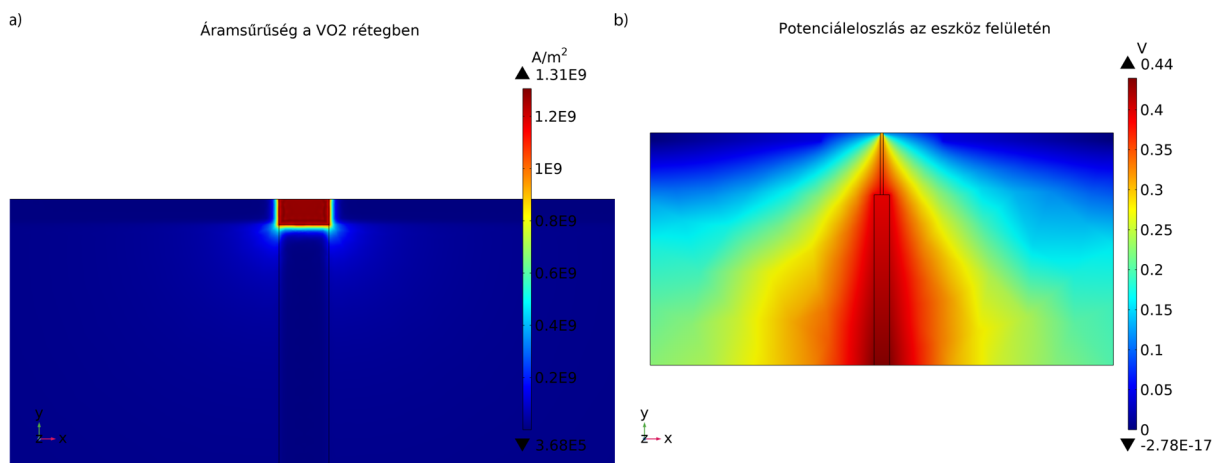 a)
Áramsűrűség a VO2 rétegben
A/m²
1.31E9
1.2E9
1E9
0.8E9
0.6E9
0.4E9
0.2E9
3.68E5
y
z
x
b)
Potenciáleloszlás az eszköz felületén
V
0.44
0.4
0.35
0.3
0.25
0.2
0.15
0.1
0.05
0
-2.78E-17
y
z
x